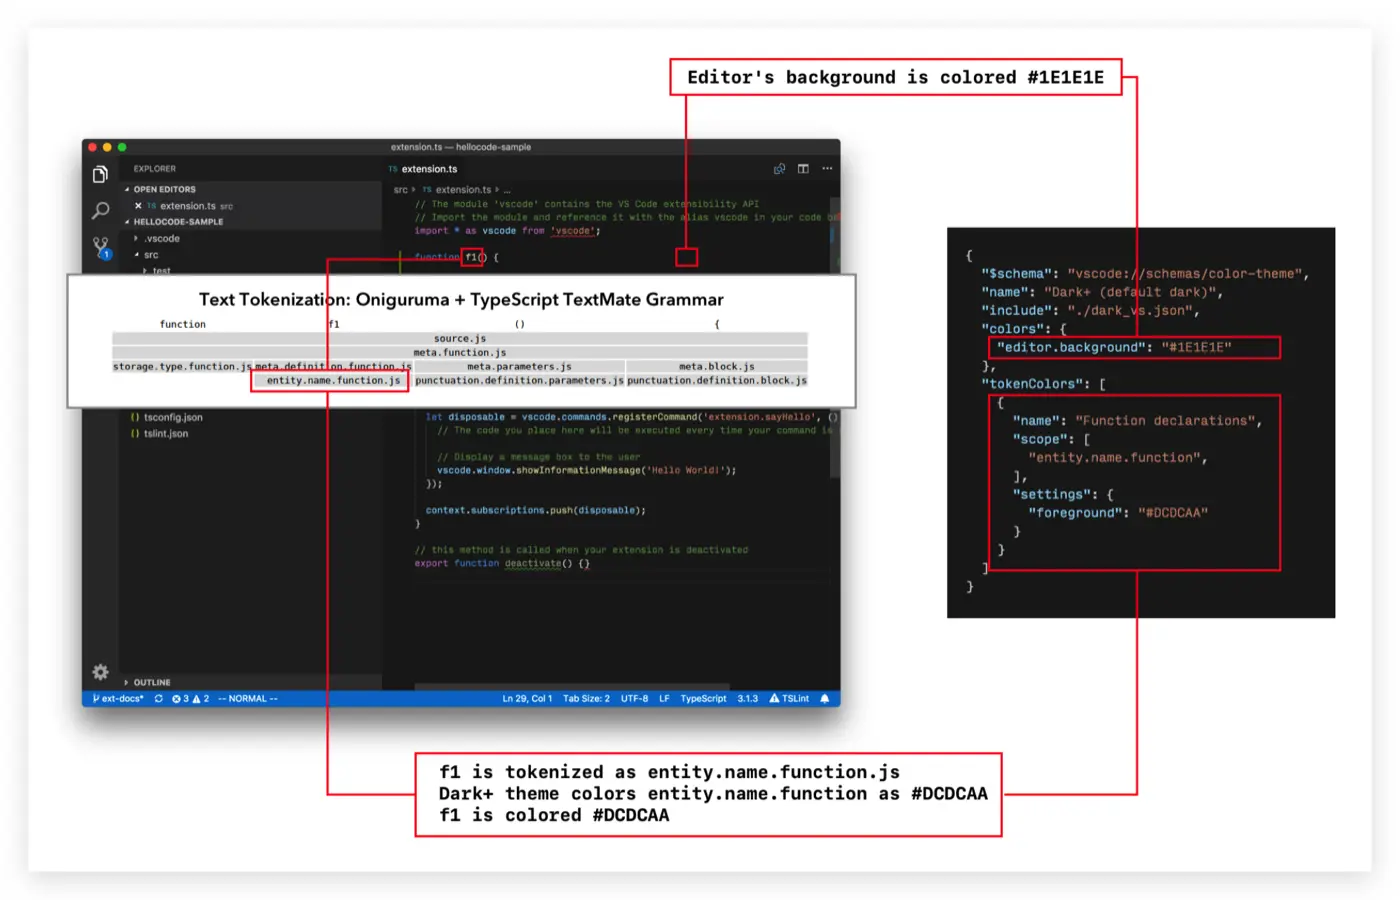 Editor's background is colored #1E1E1E
extension.ts — hellocode-sample
EXPLORER
OPEN EDITORS
× TS extension.ts src
HELLOCODE-SAMPLE
.vscode
src
test
TS extension.ts
src › TS extension.ts › ...
// The module 'vscode' contains the VS Code extensibility API
// Import the module and reference it with the alias vscode in your code
import * as vscode from 'vscode';
function f1() {
1
Text Tokenization: Oniguruma + TypeScript TextMate Grammar
function f1 () {
source.js
meta.function.js
storage.type.function.js meta.definition.function.js meta.parameters.js meta.block.js
entity.name.function.js punctuation.definition.parameters.js punctuation.definition.block.js
{} tsconfig.json
{} tslint.json
let disposable = vscode.commands.registerCommand('extension.sayHello', ()
// The code you place here will be executed every time your command is
// Display a message box to the user
vscode.window.showInformationMessage('Hello World!');
});
context.subscriptions.push(disposable);
}
// this method is called when your extension is deactivated
export function deactivate() {}
OUTLINE
ext-docs* 3 2 -- NORMAL -- Ln 29, Col 1 Tab Size: 2 UTF-8 LF TypeScript 3.1.3 TSLint
{
"$schema": "vscode://schemas/color-theme",
"name": "Dark+ (default dark)",
"include": "./dark_vs.json",
"colors": {
"editor.background": "#1E1E1E"
},
"tokenColors": [
{
"name": "Function declarations",
"scope": [
"entity.name.function",
],
"settings": {
"foreground": "#DCDCAA"
}
}
]
}
f1 is tokenized as entity.name.function.js
Dark+ theme colors entity.name.function as #DCDCAA
f1 is colored #DCDCAA